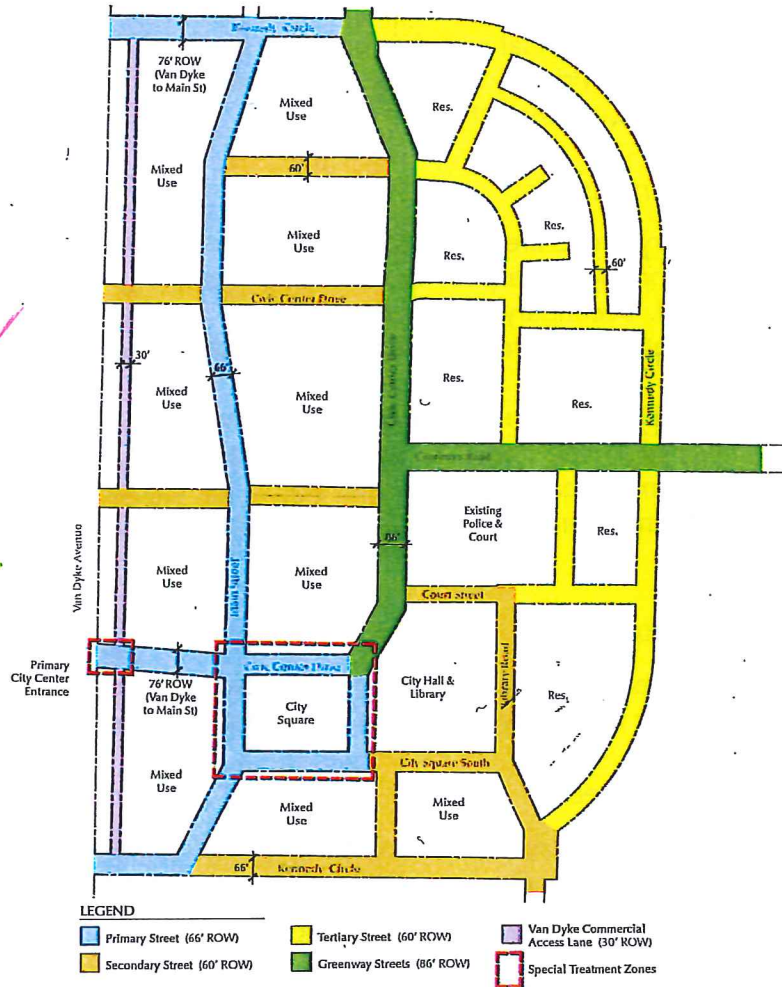 Kennedy Circle
76' ROW
(Van Dyke
to Main St)
Mixed
Use
Res.
Mixed
Use
60'
Mixed
Use
Res.
Res.
60'
Civic Center Drive
30'
66'
Mixed
Use
Mixed
Use
Civic Center Drive
Res.
Res.
Kennedy Circle
Existing
Police &
Court
Res.
Van Dyke Avenue
86'
Mixed
Use
Mixed
Use
Main Street
Court Street
Primary
City Center
Entrance
Civic Center Drive
76' ROW
(Van Dyke
to Main St)
City
Square
City Hall &
Library
Library Road
Res.
City Square South
Mixed
Use
Mixed
Use
Mixed
Use
66'
Kennedy Circle
LEGEND
Primary Street (66' ROW)
Tertiary Street (60' ROW)
Van Dyke Commercial
Access Lane (30' ROW)
Secondary Street (60' ROW)
Greenway Streets (86' ROW)
Special Treatment Zones